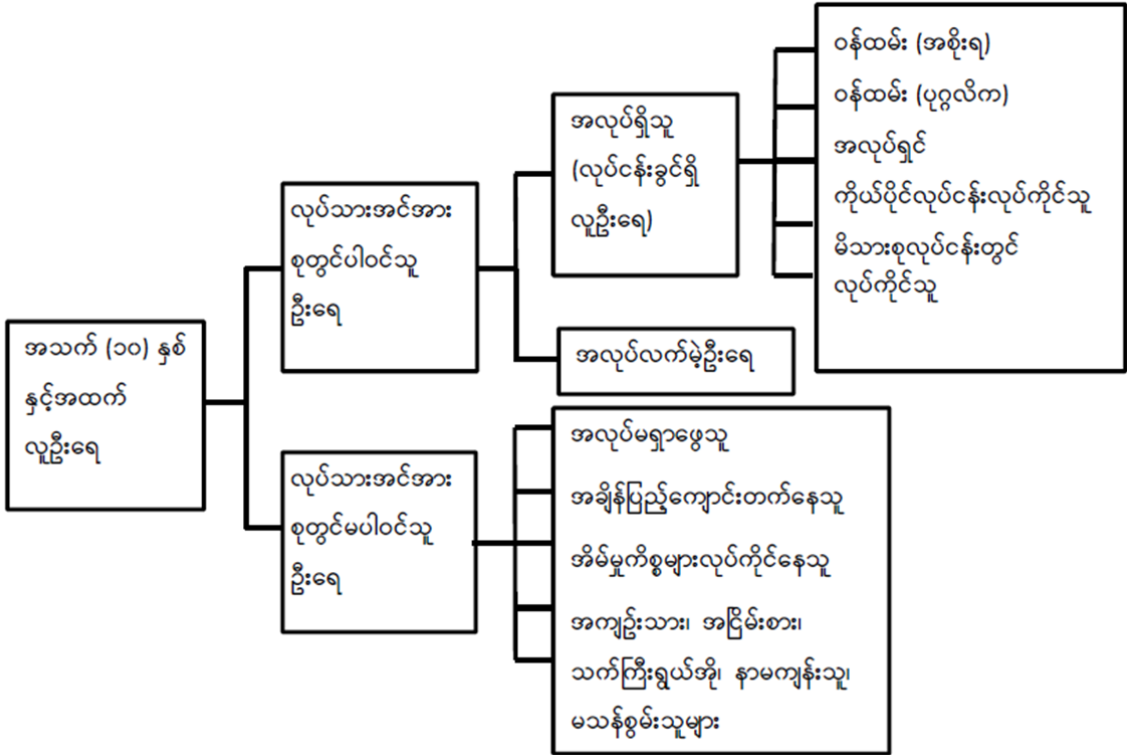 အသက် (၁၀) နှစ်
နှင့်အထက်
လူဦးရေ
လုပ်သားအင်အား
စုတွင်ပါဝင်သူ
ဦးရေ
အလုပ်ရှိသူ
(လုပ်ငန်းခွင်ရှိ
လူဦးရေ)
ဝန်ထမ်း (အစိုးရ)
ဝန်ထမ်း (ပုဂ္ဂလိက)
အလုပ်ရှင်
ကိုယ်ပိုင်လုပ်ငန်းလုပ်ကိုင်သူ
မိသားစုလုပ်ငန်းတွင်
လုပ်ကိုင်သူ
အလုပ်လက်မဲ့ဦးရေ
လုပ်သားအင်အား
စုတွင်မပါဝင်သူ
ဦးရေ
အလုပ်မရှာဖွေသူ
အချိန်ပြည့်ကျောင်းတက်နေသူ
အိမ်မှုကိစ္စများလုပ်ကိုင်နေသူ
အကျဥ်းသား၊ အငြိမ်းစား၊
သက်ကြီးရွယ်အို၊ နာမကျန်းသူ၊
မသန်စွမ်းသူများ